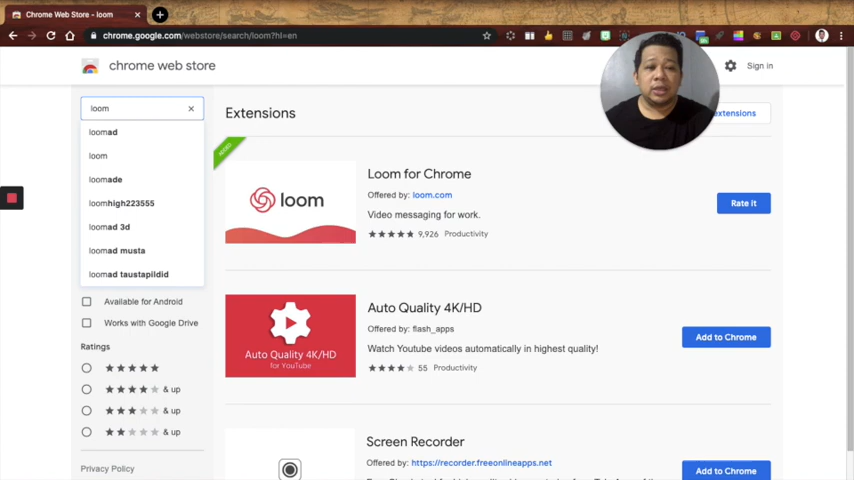 Chrome Web Store - loom
chrome.google.com/webstore/search/loom?hl=en
chrome web store
Sign in
loom
loomad
loom
loomade
loomhigh223555
loomad 3d
loomad musta
loomad taustapildid
Available for Android
Works with Google Drive
Ratings
& up
& up
& up
Privacy Policy
Extensions
extensions
ADDED
loom
Loom for Chrome
Offered by: loom.com
Video messaging for work.
9,926 Productivity
Rate it
Auto Quality 4K/HD
for YouTube
Auto Quality 4K/HD
Offered by: flash_apps
Watch Youtube videos automatically in highest quality!
55 Productivity
Add to Chrome
Screen Recorder
Offered by: https://recorder.freeonlineapps.net
Add to Chrome